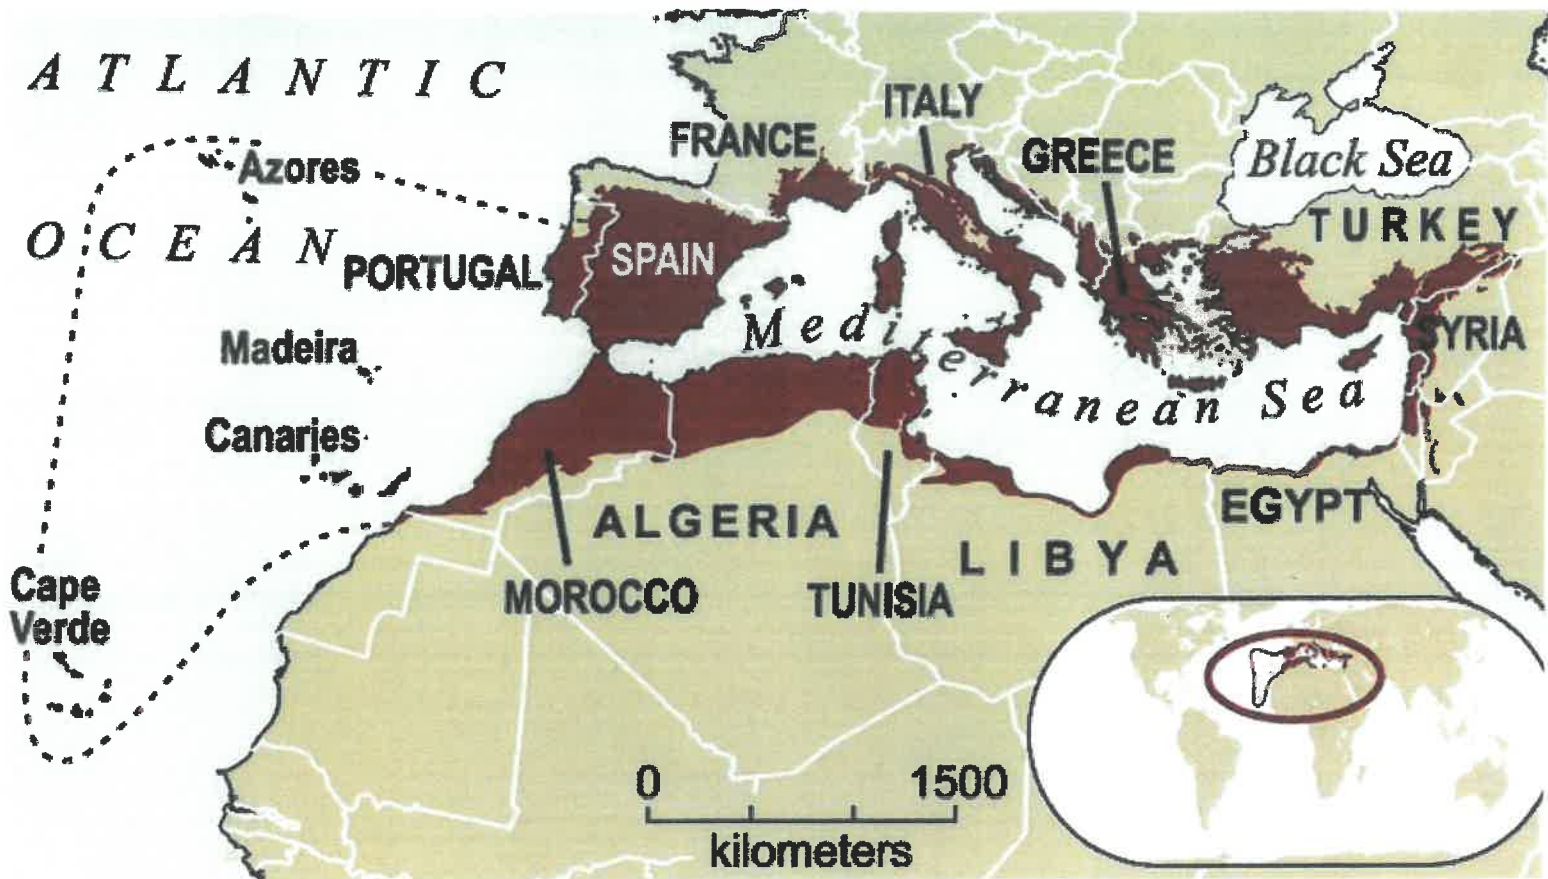 ATLANTIC
OCEAN
Azores
PORTUGAL
SPAIN
FRANCE
ITALY
GREECE
Black Sea
TURKEY
SYRIA
Madeira
Canaries
Mediterranean Sea
Cape
Verde
MOROCCO
ALGERIA
TUNISIA
LIBYA
EGYPT
0 1500
kilometers